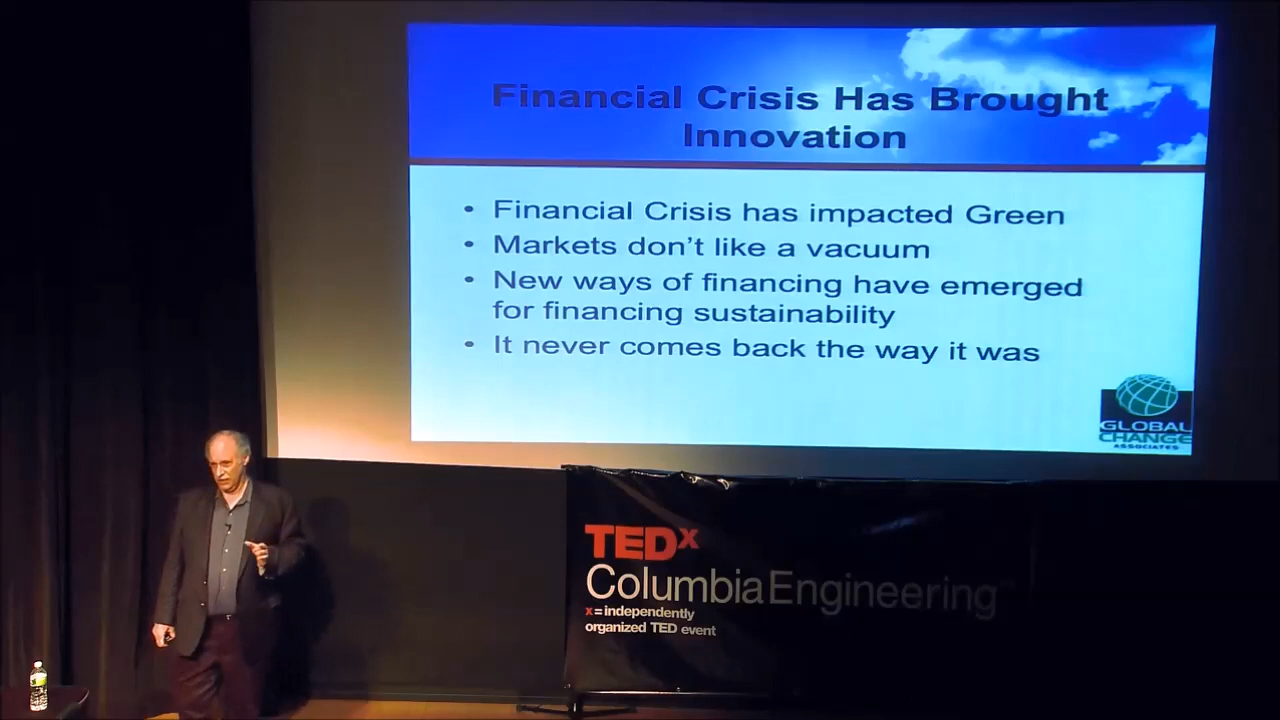 Financial Crisis Has Brought
Innovation
• Financial Crisis has impacted Green
• Markets don't like a vacuum
• New ways of financing have emerged
for financing sustainability
• It never comes back the way it was
GLOBAL
CHANGE
ASSOCIATES
TEDx
ColumbiaEngineering
x = independently
organized TED event